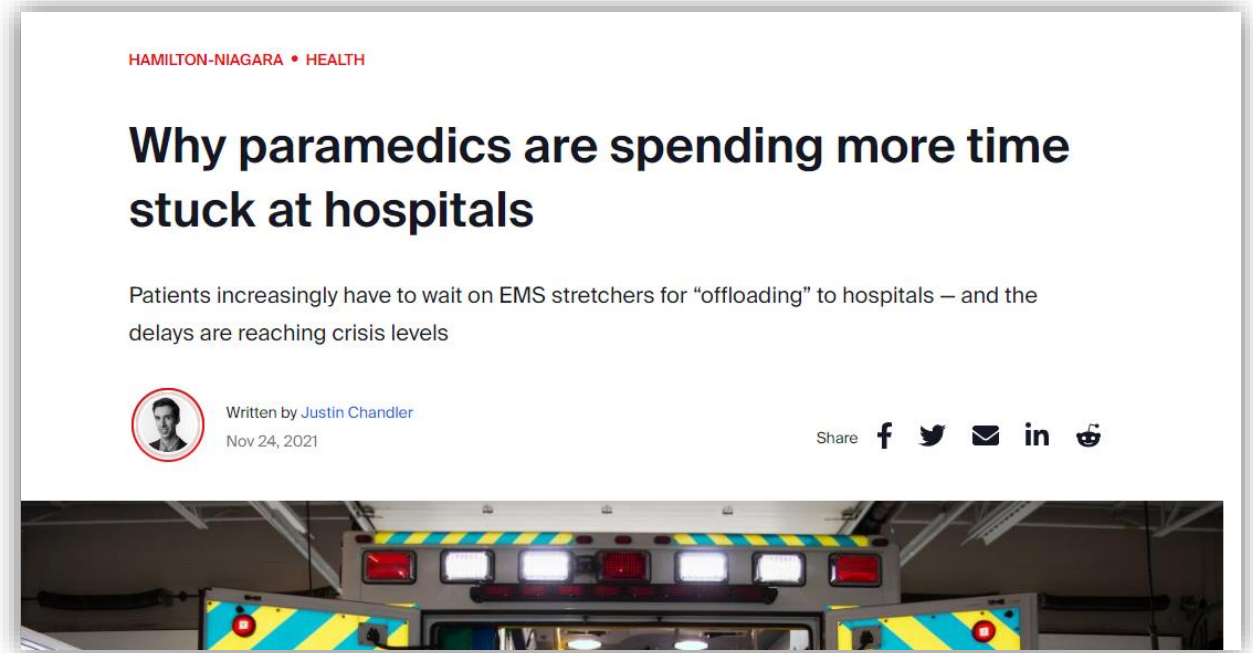 HAMILTON-NIAGARA • HEALTH
Why paramedics are spending more time
stuck at hospitals
Patients increasingly have to wait on EMS stretchers for “offloading” to hospitals — and the
delays are reaching crisis levels
Written by Justin Chandler
Nov 24, 2021
Share